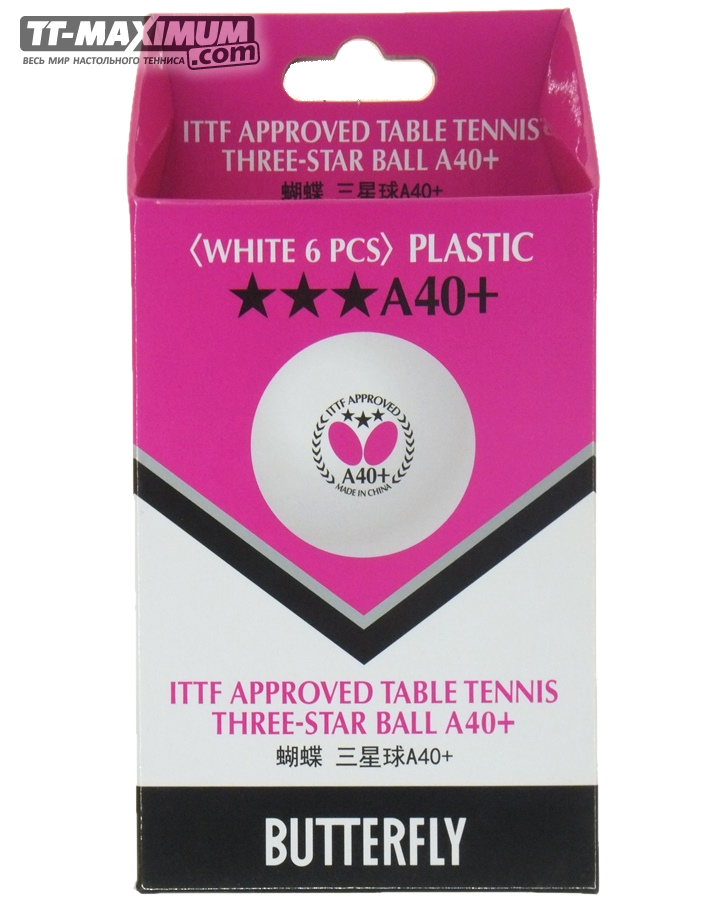 TT-MAXIMUM
.com
ВЕСЬ МИР НАСТОЛЬНОГО ТЕННИСА
ITTF APPROVED TABLE TENNIS
THREE-STAR BALL A40+
蝴蝶 三星球A40+
〈WHITE 6 PCS〉 PLASTIC
★★★A40+
ITTF APPROVED
★★★
A40+
MADE IN CHINA
ITTF APPROVED TABLE TENNIS
THREE-STAR BALL A40+
蝴蝶 三星球A40+
BUTTERFLY